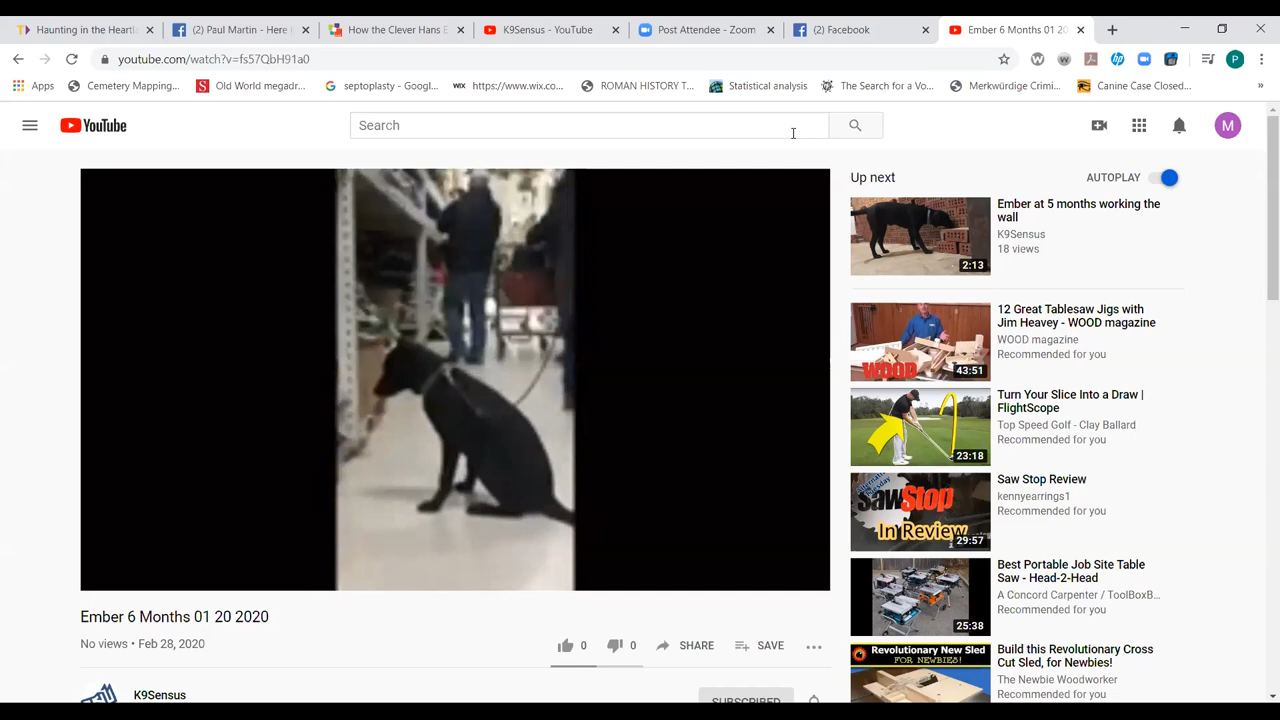 Haunting in the Heartl
(2) Paul Martin - Here
How the Clever Hans E
K9Sensus - YouTube
Post Attendee - Zoom
(2) Facebook
Ember 6 Months 01 20
youtube.com/watch?v=fs57QbH91a0
Apps
Cemetery Mapping...
Old World megadr...
septoplasty - Googl...
WIX https://www.wix.co...
ROMAN HISTORY T...
Statistical analysis
The Search for a Vo...
Merkwürdige Crimi...
Canine Case Closed...
YouTube
Search
M
Up next
AUTOPLAY
Ember at 5 months working the
wall
K9Sensus
18 views
2:13
12 Great Tablesaw Jigs with
Jim Heavey - WOOD magazine
WOOD magazine
Recommended for you
WOOD
43:51
Turn Your Slice Into a Draw |
FlightScope
Top Speed Golf - Clay Ballard
Recommended for you
23:18
Saw Stop Review
kennyearrings1
Recommended for you
SawStop
In Review
29:57
Best Portable Job Site Table
Saw - Head-2-Head
A Concord Carpenter / ToolBoxB...
Recommended for you
25:38
Build this Revolutionary Cross
Cut Sled, for Newbies!
The Newbie Woodworker
Recommended for you
Revolutionary New Sled
FOR NEWBIES!
Ember 6 Months 01 20 2020
No views • Feb 28, 2020
0
0
SHARE
SAVE
K9Sensus
SUBSCRIBED